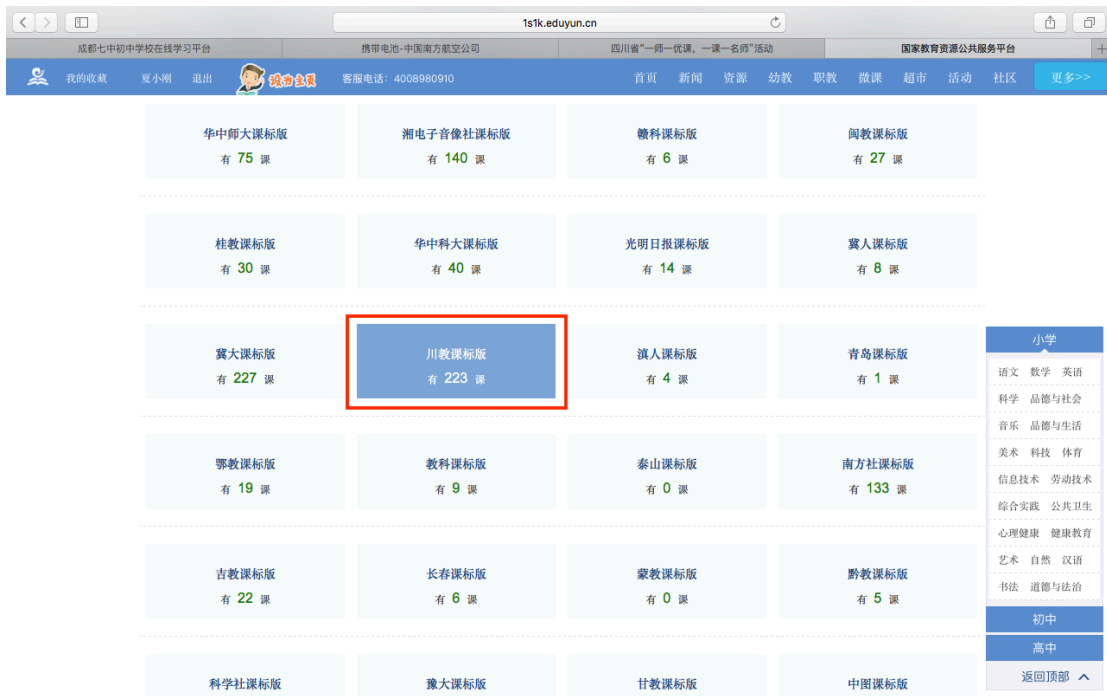 1s1k.eduyun.cn
成都七中初中学校在线学习平台 携带电池-中国南方航空公司 四川省“一师一优课，一课一名师”活动 国家教育资源公共服务平台 +
我的收藏 夏小刚 退出 设为主页 客服电话：4008980910 首页 新闻 资源 幼教 职教 微课 超市 活动 社区 更多>>
华中师大课标版 湘电子音像社课标版 赣科课标版 闽教课标版
有 75 课 有 140 课 有 6 课 有 27 课
桂教课标版 华中科大课标版 光明日报课标版 冀人课标版
有 30 课 有 40 课 有 14 课 有 8 课
冀大课标版 川教课标版 滇人课标版 青岛课标版
有 227 课 有 223 课 有 4 课 有 1 课
鄂教课标版 教科课标版 泰山课标版 南方社课标版
有 19 课 有 9 课 有 0 课 有 133 课
吉教课标版 长春课标版 蒙教课标版 黔教课标版
有 22 课 有 6 课 有 0 课 有 5 课
科学社课标版 豫大课标版 甘教课标版 中图课标版
小学
语文 数学 英语
科学 品德与社会
音乐 品德与生活
美术 科技 体育
信息技术 劳动技术
综合实践 公共卫生
心理健康 健康教育
艺术 自然 汉语
书法 道德与法治
初中
高中
返回顶部